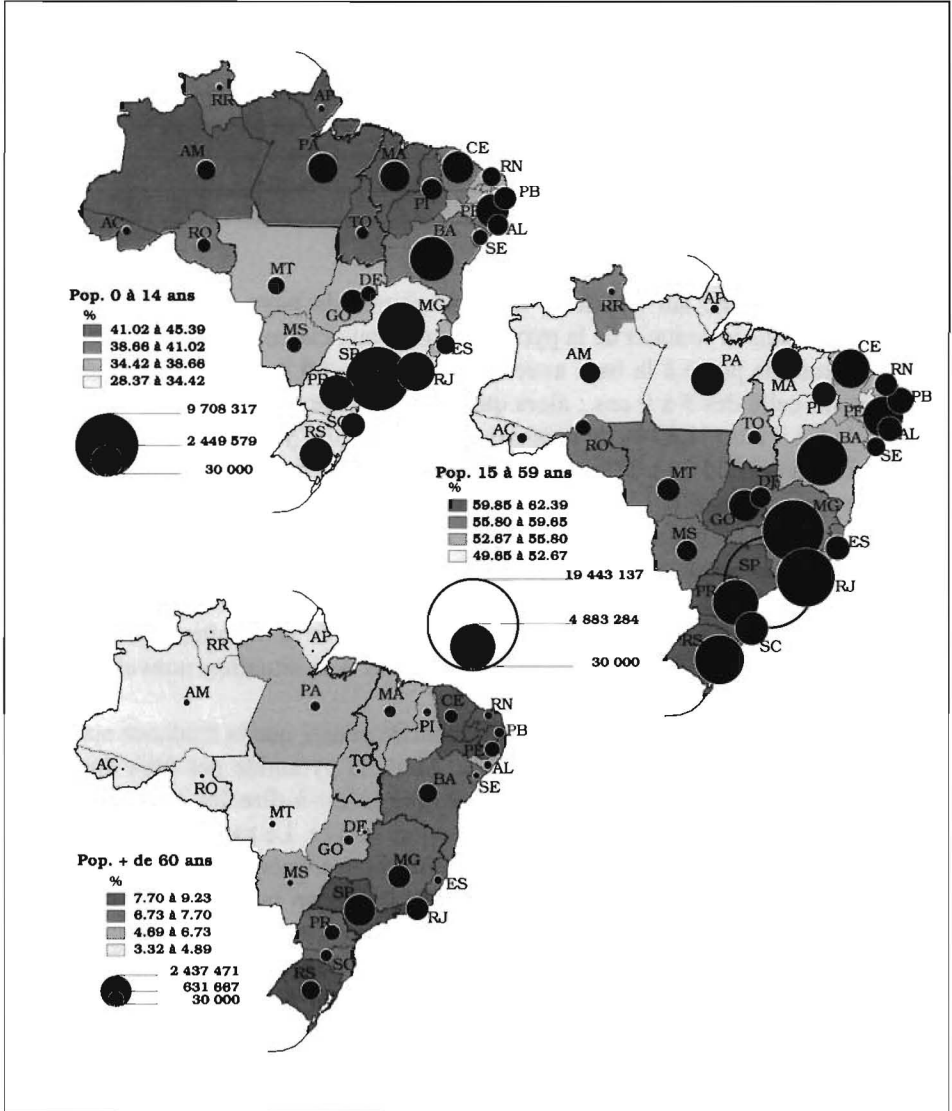 RR
AP
AM
PA
MA
CE
RN
PI
PB
PE
AL
AC
RO
TO
BA
SE
MT
DF
GO
MG
MS
ES
SP
RJ
PR
SC
RS
Pop. 0 à 14 ans
%
41.02 à 45.39
38.66 à 41.02
34.42 à 38.66
28.37 à 34.42
9 708 317
2 449 579
30 000
RR
AP
AM
PA
MA
CE
RN
PI
PB
PE
AL
AC
RO
TO
BA
SE
MT
DF
GO
MG
MS
ES
SP
RJ
PR
SC
RS
Pop. 15 à 59 ans
%
59.85 à 62.39
55.80 à 59.65
52.67 à 55.80
49.65 à 52.67
19 443 137
4 883 284
30 000
RR
AP
AM
PA
MA
CE
RN
PI
PB
PE
AL
AC
RO
TO
BA
SE
MT
DF
GO
MG
MS
ES
SP
RJ
PR
SC
RS
Pop. + de 60 ans
%
7.70 à 9.23
6.73 à 7.70
4.69 à 6.73
3.32 à 4.89
2 437 471
631 667
30 000